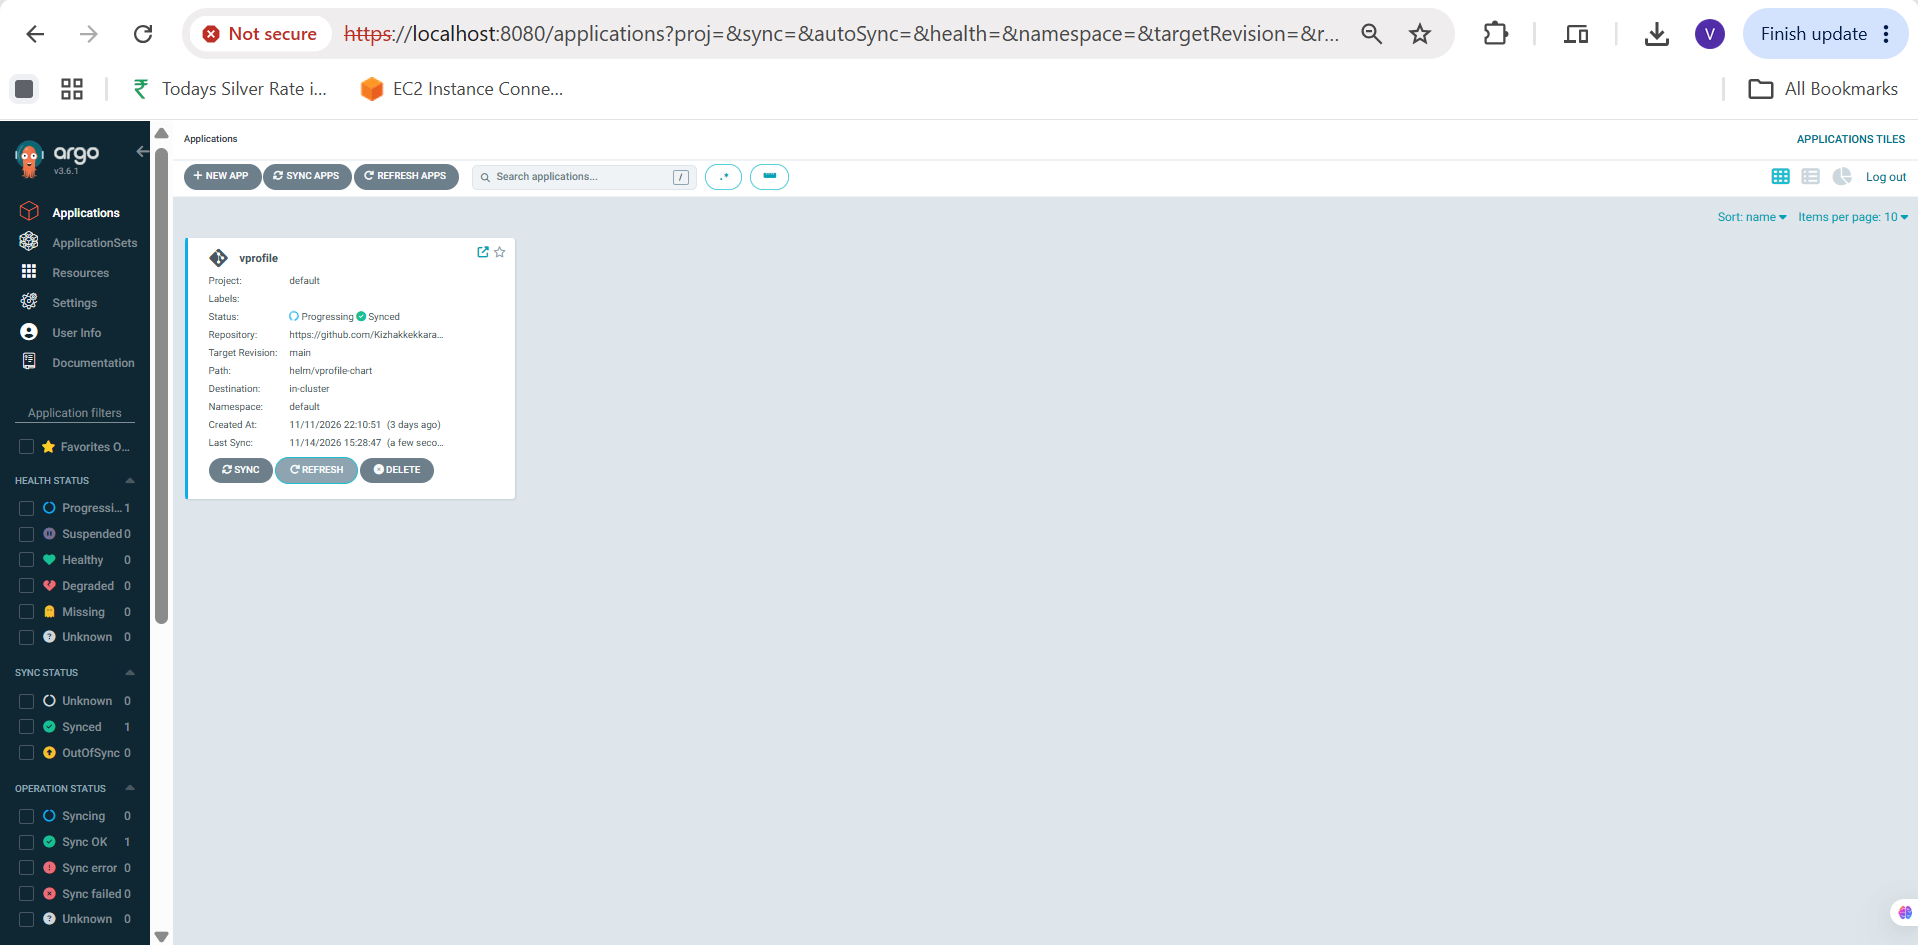 Not secure
https://localhost:8080/applications?proj=&sync=&autoSync=&health=&namespace=&targetRevision=&r...
V
Finish update
Todays Silver Rate i...
EC2 Instance Conne...
All Bookmarks
argo
v3.6.1
Applications
ApplicationSets
Resources
Settings
User Info
Documentation
Application filters
Favorites O...
HEALTH STATUS
Progressi... 1
Suspended 0
Healthy 0
Degraded 0
Missing 0
Unknown 0
SYNC STATUS
Unknown 0
Synced 1
OutOfSync 0
OPERATION STATUS
Syncing 0
Sync OK 1
Sync error 0
Sync failed 0
Unknown 0
Applications
APPLICATIONS TILES
+ NEW APP
SYNC APPS
REFRESH APPS
Search applications...
/
.*
Log out
Sort: name
Items per page: 10
vprofile
Project: default
Labels:
Status: Progressing Synced
Repository: https://github.com/Kizhakkekkara...
Target Revision: main
Path: helm/vprofile-chart
Destination: in-cluster
Namespace: default
Created At: 11/11/2026 22:10:51 (3 days ago)
Last Sync: 11/14/2026 15:28:47 (a few seco...
SYNC
REFRESH
DELETE